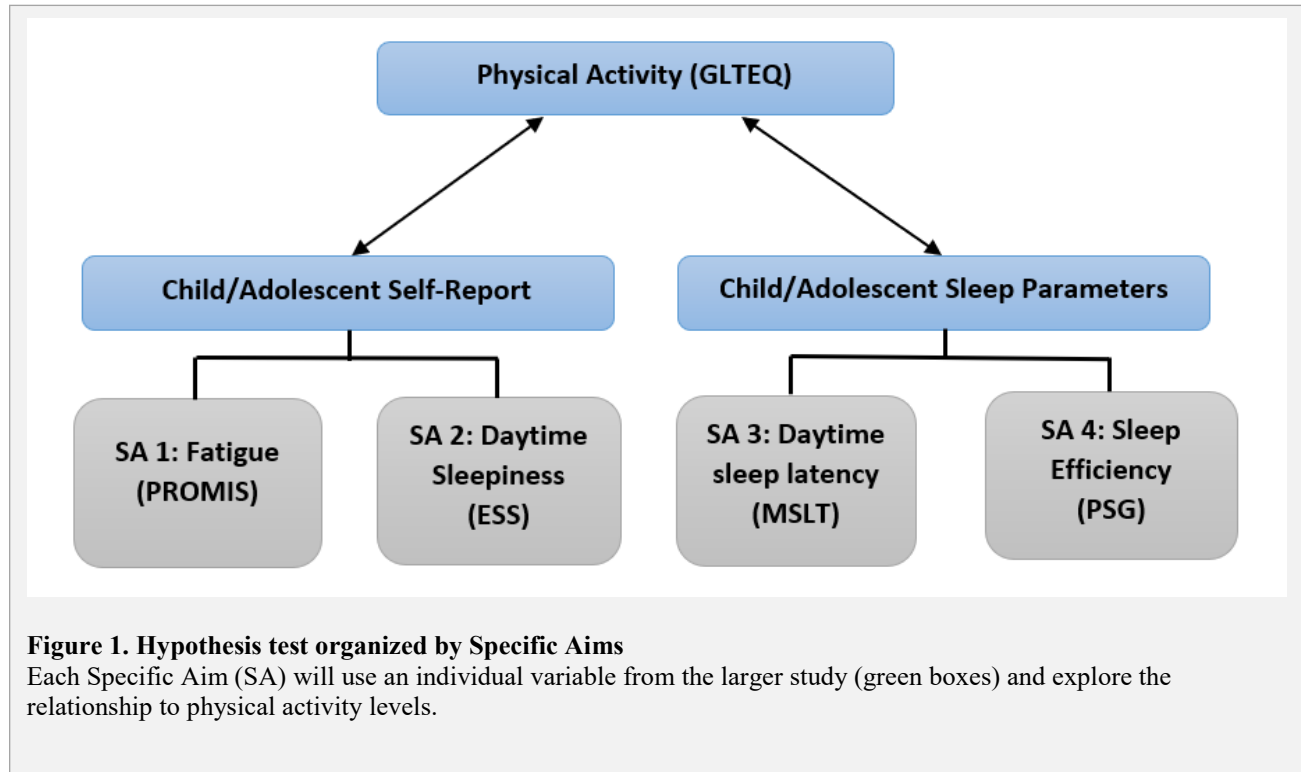 Physical Activity (GLTEQ)
Child/Adolescent Self-Report
Child/Adolescent Sleep Parameters
SA 1: Fatigue
(PROMIS)
SA 2: Daytime
Sleepiness
(ESS)
SA 3: Daytime
sleep latency
(MSLT)
SA 4: Sleep
Efficiency
(PSG)
Figure 1. Hypothesis test organized by Specific Aims
Each Specific Aim (SA) will use an individual variable from the larger study (green boxes) and explore the
relationship to physical activity levels.